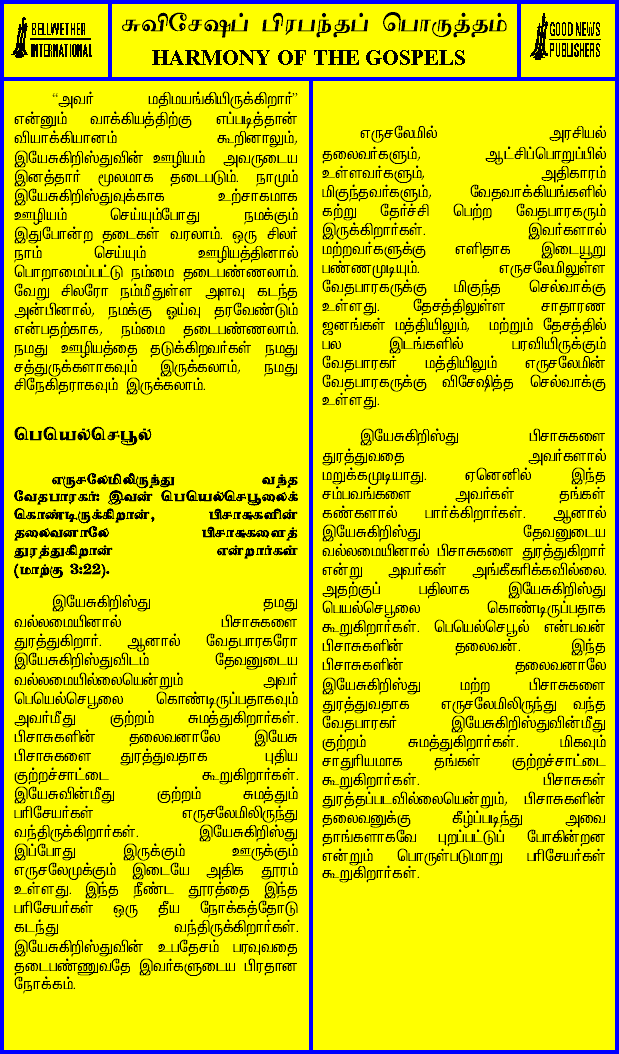 BELLWETHER
INTERNATIONAL
சுவிசேஷப் பிரபந்தப் பொருத்தம்
HARMONY OF THE GOSPELS
GOOD NEWS
PUBLISHERS
“அவர் மதிமயங்கியிருக்கிறார்”
என்னும் வாக்கியத்திற்கு எப்படித்தான்
வியாக்கியானம் கூறினாலும்,
இயேசுகிறிஸ்துவின் ஊழியம் அவருடைய
இனத்தார் மூலமாக தடைபடும். நாமும்
இயேசுகிறிஸ்துவுக்காக உற்சாகமாக
ஊழியம் செய்யும்போது நமக்கும்
இதுபோன்ற தடைகள் வரலாம். ஒரு சிலர்
நாம் செய்யும் ஊழியத்தினால்
பொறாமைப்பட்டு நம்மை தடைபண்ணலாம்.
வேறு சிலரோ நம்மீதுள்ள அளவு கடந்த
அன்பினால், நமக்கு ஓய்வு தரவேண்டும்
என்பதற்காக, நம்மை தடைபண்ணலாம்.
நமது ஊழியத்தை தடுக்கிறவர்கள் நமது
சத்துருக்களாகவும் இருக்கலாம், நமது
சிநேகிதராகவும் இருக்கலாம்.
பெயெல்செபூல்
எருசலேமிலிருந்து வந்த
வேதபாரகர்: இவன் பெயெல்செபூலைக்
கொண்டிருக்கிறான், பிசாசுகளின்
தலைவனாலே பிசாசுகளைத்
துரத்துகிறான் என்றார்கள்
(மாற்கு 3:22).
இயேசுகிறிஸ்து தமது
வல்லமையினால் பிசாசுகளை
துரத்துகிறார். ஆனால் வேதபாரகரோ
இயேசுகிறிஸ்துவிடம் தேவனுடைய
வல்லமையில்லையென்றும் அவர்
பெயெல்செபூலை கொண்டிருப்பதாகவும்
அவர்மீது குற்றம் சுமத்துகிறார்கள்.
பிசாசுகளின் தலைவனாலே இயேசு
பிசாசுகளை துரத்துவதாக புதிய
குற்றச்சாட்டை கூறுகிறார்கள்.
இயேசுவின்மீது குற்றம் சுமத்தும்
பரிசேயர்கள் எருசலேமிலிருந்து
வந்திருக்கிறார்கள். இயேசுகிறிஸ்து
இப்போது இருக்கும் ஊருக்கும்
எருசலேமுக்கும் இடையே அதிக தூரம்
உள்ளது. இந்த நீண்ட தூரத்தை இந்த
பரிசேயர்கள் ஒரு தீய நோக்கத்தோடு
கடந்து வந்திருக்கிறார்கள்.
இயேசுகிறிஸ்துவின் உபதேசம் பரவுவதை
தடைபண்ணுவதே இவர்களுடைய பிரதான
நோக்கம்.
எருசலேமில் அரசியல்
தலைவர்களும், ஆட்சிப்பொறுப்பில்
உள்ளவர்களும், அதிகாரம்
மிகுந்தவர்களும், வேதவாக்கியங்களில்
கற்று தேர்ச்சி பெற்ற வேதபாரகரும்
இருக்கிறார்கள். இவர்களால்
மற்றவர்களுக்கு எளிதாக இடையூறு
பண்ணமுடியும். எருசலேமிலுள்ள
வேதபாரகருக்கு மிகுந்த செல்வாக்கு
உள்ளது. தேசத்திலுள்ள சாதாரண
ஜனங்கள் மத்தியிலும், மற்றும் தேசத்தில்
பல இடங்களில் பரவியிருக்கும்
வேதபாரகர் மத்தியிலும் எருசலேமின்
வேதபாரகருக்கு விசேஷித்த செல்வாக்கு
உள்ளது.
இயேசுகிறிஸ்து பிசாசுகளை
துரத்துவதை அவர்களால்
மறுக்கமுடியாது. ஏனெனில் இந்த
சம்பவங்களை அவர்கள் தங்கள்
கண்களால் பார்க்கிறார்கள். ஆனால்
இயேசுகிறிஸ்து தேவனுடைய
வல்லமையினால் பிசாசுகளை துரத்துகிறார்
என்று அவர்கள் அங்கீகரிக்கவில்லை.
அதற்குப் பதிலாக இயேசுகிறிஸ்து
பெயல்செபூலை கொண்டிருப்பதாக
கூறுகிறார்கள். பெயெல்செபூல் என்பவன்
பிசாசுகளின் தலைவன். இந்த
பிசாசுகளின் தலைவனாலே
இயேசுகிறிஸ்து மற்ற பிசாசுகளை
துரத்துவதாக எருசலேமிலிருந்து வந்த
வேதபாரகர் இயேசுகிறிஸ்துவின்மீது
குற்றம் சுமத்துகிறார்கள். மிகவும்
சாதுரியமாக தங்கள் குற்றச்சாட்டை
கூறுகிறார்கள். பிசாசுகள்
துரத்தப்படவில்லையென்றும், பிசாசுகளின்
தலைவனுக்கு கீழ்ப்படிந்து அவை
தாங்களாகவே புறப்பட்டுப் போகின்றன
என்றும் பொருள்படுமாறு பரிசேயர்கள்
கூறுகிறார்கள்.